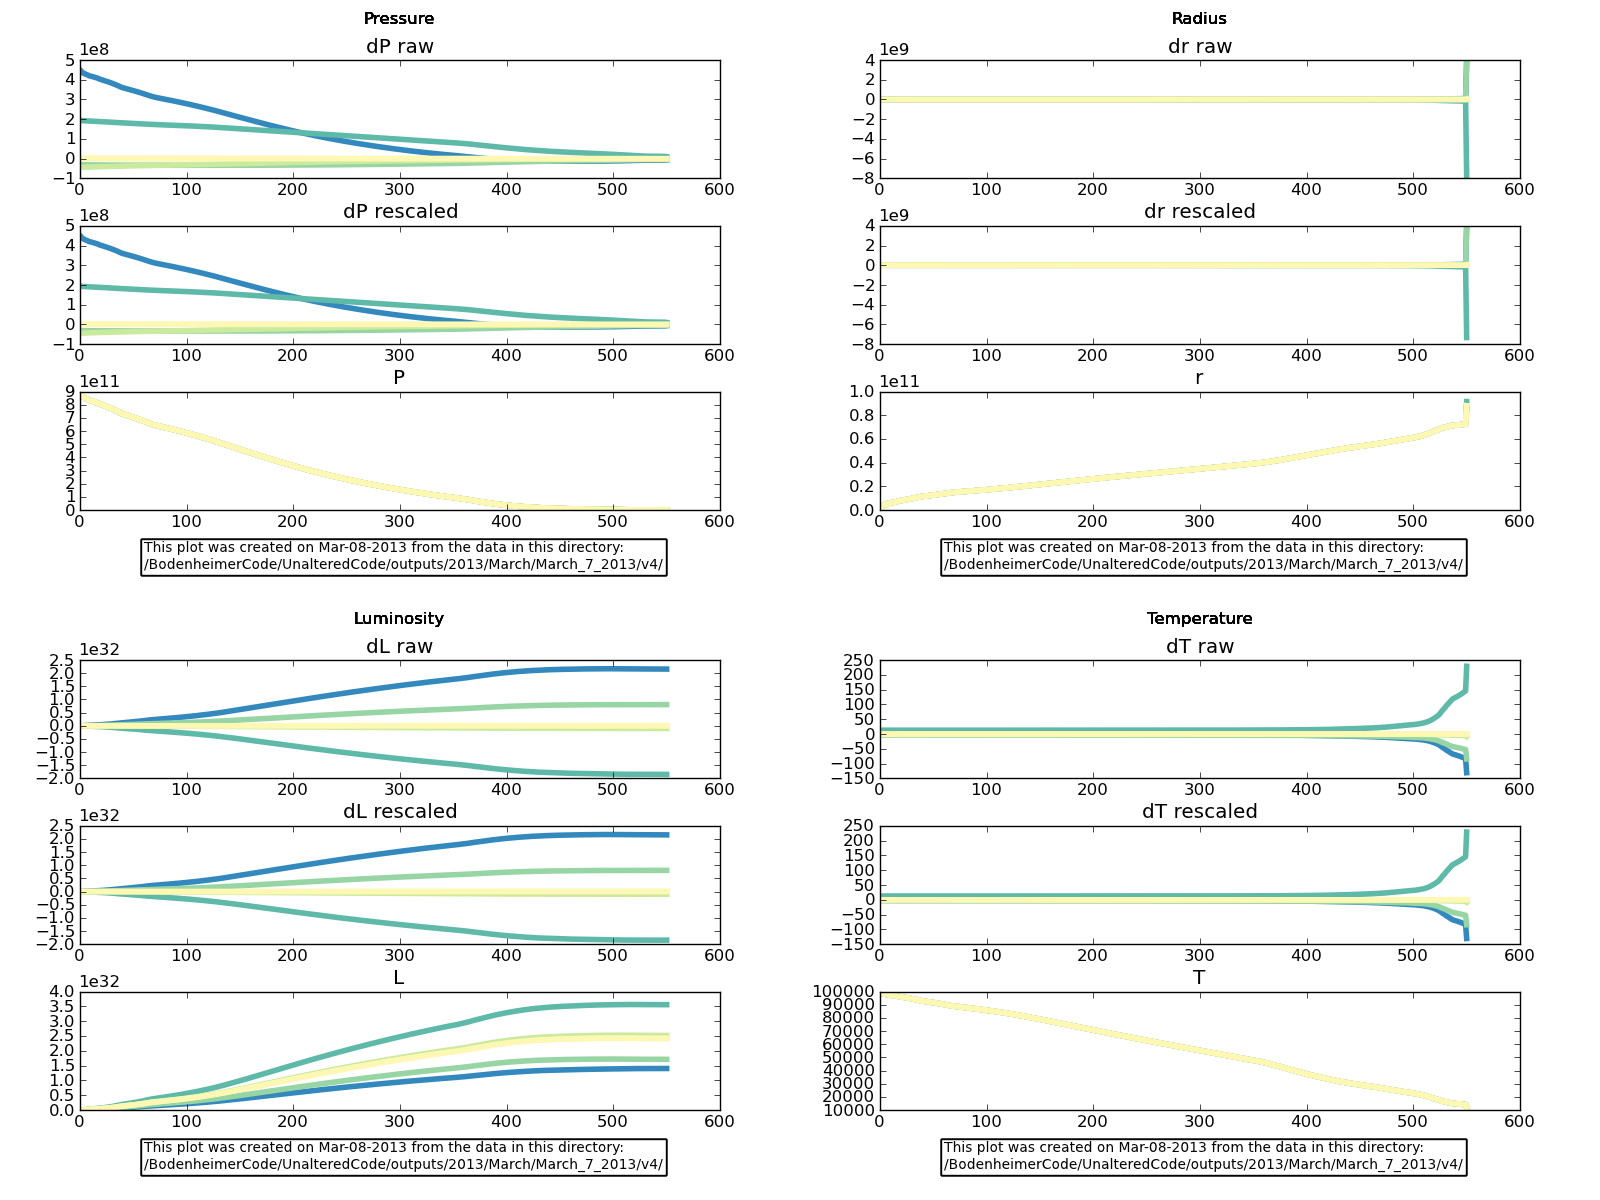 Pressure
dP raw
1e8
5
4
3
2
1
0
−1
0 100 200 300 400 500 600
dP rescaled
1e8
5
4
3
2
1
0
−1
0 100 200 300 400 500 600
P
1e11
9
8
7
6
5
4
3
2
1
0
0 100 200 300 400 500 600
This plot was created on Mar-08-2013 from the data in this directory:
/BodenheimerCode/UnalteredCode/outputs/2013/March/March_7_2013/v4/
Radius
dr raw
1e9
4
2
0
−2
−4
−6
−8
0 100 200 300 400 500 600
dr rescaled
1e9
4
2
0
−2
−4
−6
−8
0 100 200 300 400 500 600
r
1e11
1.0
0.8
0.6
0.4
0.2
0.0
0 100 200 300 400 500 600
This plot was created on Mar-08-2013 from the data in this directory:
/BodenheimerCode/UnalteredCode/outputs/2013/March/March_7_2013/v4/
Luminosity
dL raw
1e32
2.5
2.0
1.5
1.0
0.5
0.0
−0.5
−1.0
−1.5
−2.0
0 100 200 300 400 500 600
dL rescaled
1e32
2.5
2.0
1.5
1.0
0.5
0.0
−0.5
−1.0
−1.5
−2.0
0 100 200 300 400 500 600
L
1e32
4.0
3.5
3.0
2.5
2.0
1.5
1.0
0.5
0.0
0 100 200 300 400 500 600
This plot was created on Mar-08-2013 from the data in this directory:
/BodenheimerCode/UnalteredCode/outputs/2013/March/March_7_2013/v4/
Temperature
dT raw
250
200
150
100
50
0
−50
−100
−150
0 100 200 300 400 500 600
dT rescaled
250
200
150
100
50
0
−50
−100
−150
0 100 200 300 400 500 600
T
100000
90000
80000
70000
60000
50000
40000
30000
20000
10000
0 100 200 300 400 500 600
This plot was created on Mar-08-2013 from the data in this directory:
/BodenheimerCode/UnalteredCode/outputs/2013/March/March_7_2013/v4/